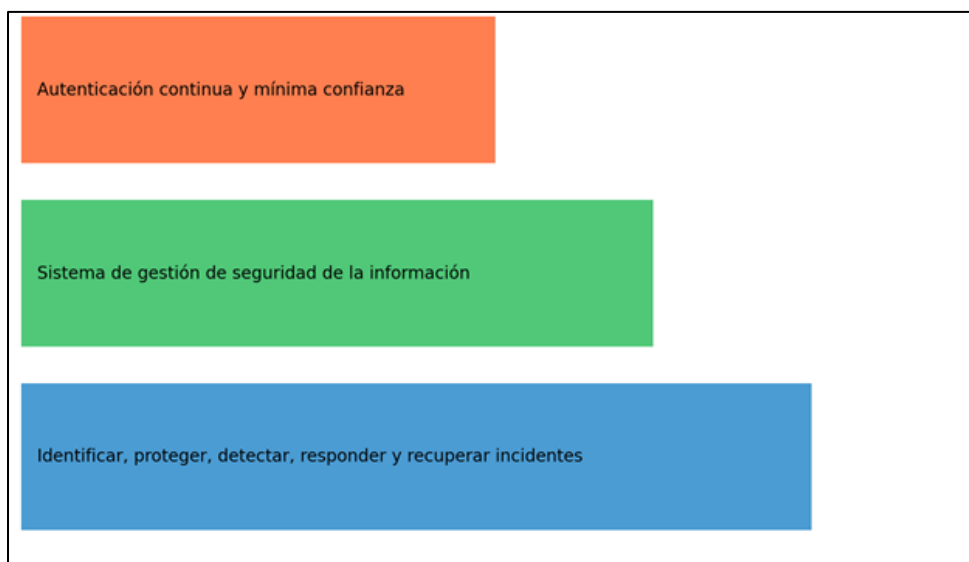 Autenticación continua y mínima confianza
Sistema de gestión de seguridad de la información
Identificar, proteger, detectar, responder y recuperar incidentes